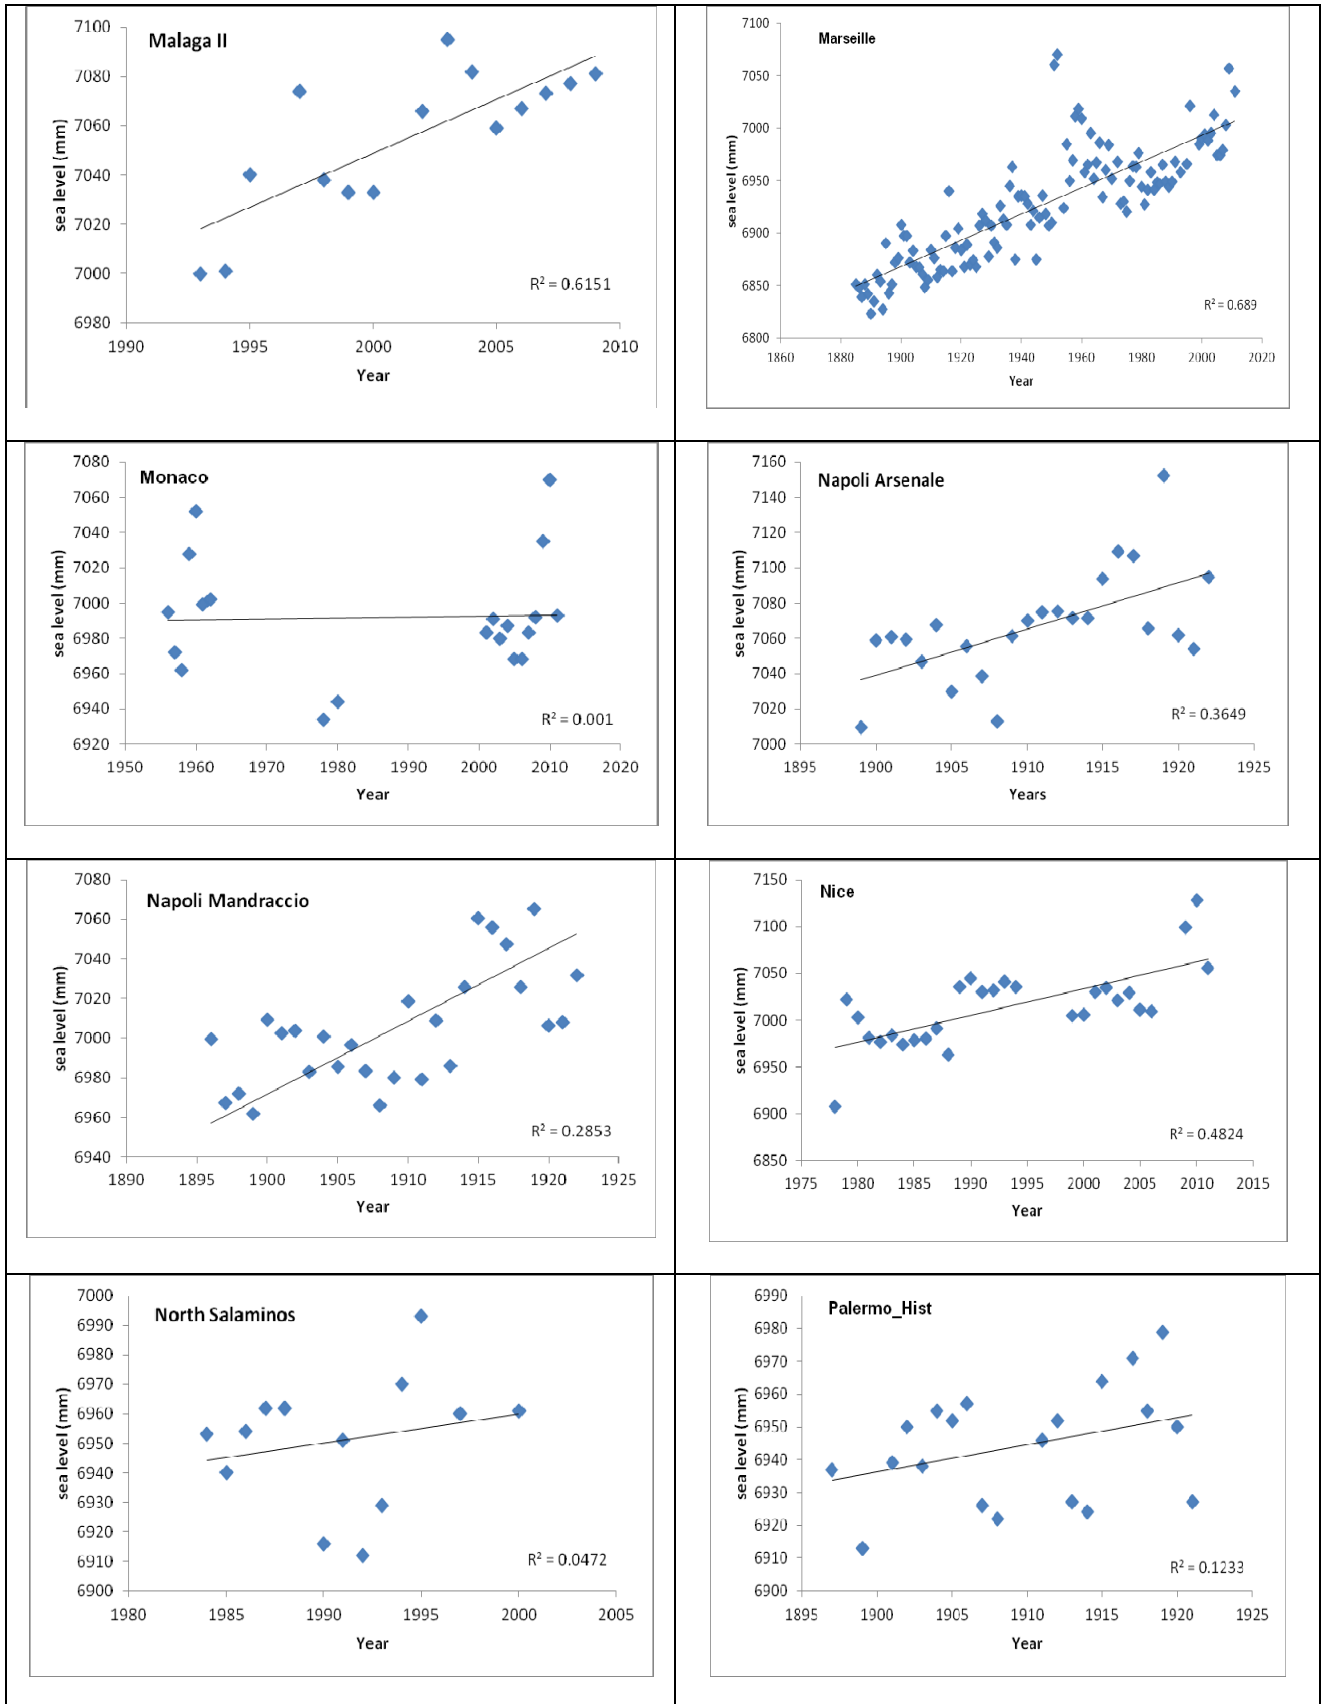 Malaga II
7100
7080
7060
7040
7020
7000
6980
sea level (mm)
R² = 0.6151
1990 1995 2000 2005 2010
Year
Marseille
7100
7050
7000
6950
6900
6850
6800
sea level (mm)
R² = 0.689
1860 1880 1900 1920 1940 1960 1980 2000 2020
Year
Monaco
7080
7060
7040
7020
7000
6980
6960
6940
6920
sea level (mm)
R² = 0.001
1950 1960 1970 1980 1990 2000 2010 2020
Year
Napoli Arsenale
7160
7140
7120
7100
7080
7060
7040
7020
7000
sea level (mm)
R² = 0.3649
1895 1900 1905 1910 1915 1920 1925
Years
Napoli Mandraccio
7080
7060
7040
7020
7000
6980
6960
6940
sea level (mm)
R² = 0.2853
1890 1895 1900 1905 1910 1915 1920 1925
Year
Nice
7150
7100
7050
7000
6950
6900
6850
sea level (mm)
R² = 0.4824
1975 1980 1985 1990 1995 2000 2005 2010 2015
Year
North Salaminos
7000
6990
6980
6970
6960
6950
6940
6930
6920
6910
6900
sea level (mm)
R² = 0.0472
1980 1985 1990 1995 2000 2005
Year
Palermo_Hist
6990
6980
6970
6960
6950
6940
6930
6920
6910
6900
sea level (mm)
R² = 0.1233
1895 1900 1905 1910 1915 1920 1925
Year